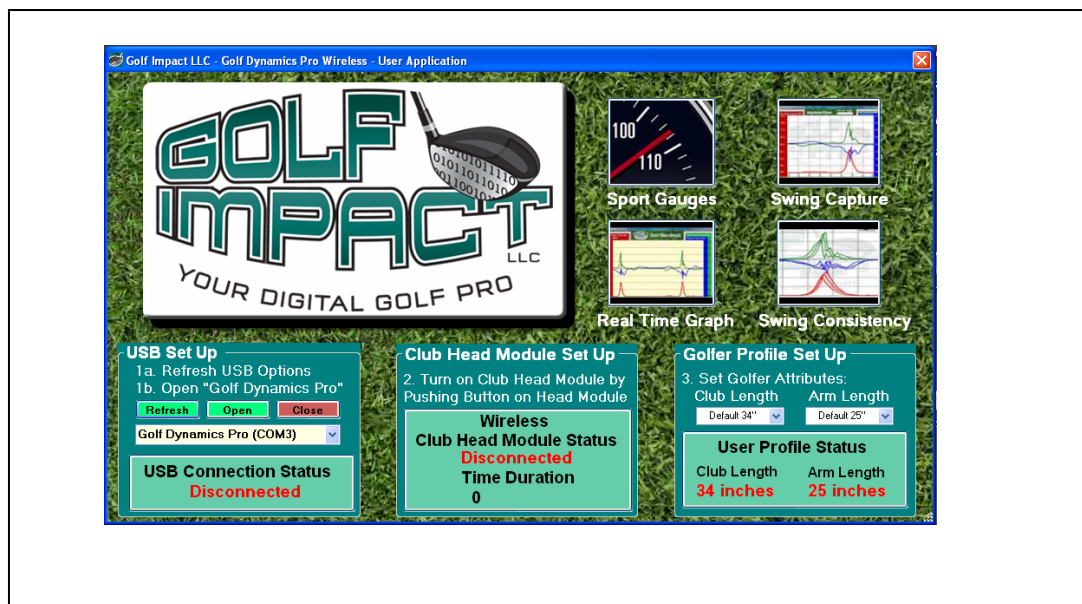 Golf Impact LLC - Golf Dynamics Pro Wireless - User Application
GOLF
IMPACT
LLC
YOUR DIGITAL GOLF PRO
100
110
Sport Gauges
Swing Capture
Real Time Graph
Swing Consistency
USB Set Up
1a. Refresh USB Options
1b. Open "Golf Dynamics Pro"
Refresh
Open
Close
Golf Dynamics Pro (COM3)
USB Connection Status
Disconnected
Club Head Module Set Up
2. Turn on Club Head Module by
Pushing Button on Head Module
Wireless
Club Head Module Status
Disconnected
Time Duration
0
Golfer Profile Set Up
3. Set Golfer Attributes:
Club Length
Arm Length
Default 34"
Default 25"
User Profile Status
Club Length
Arm Length
34 inches
25 inches